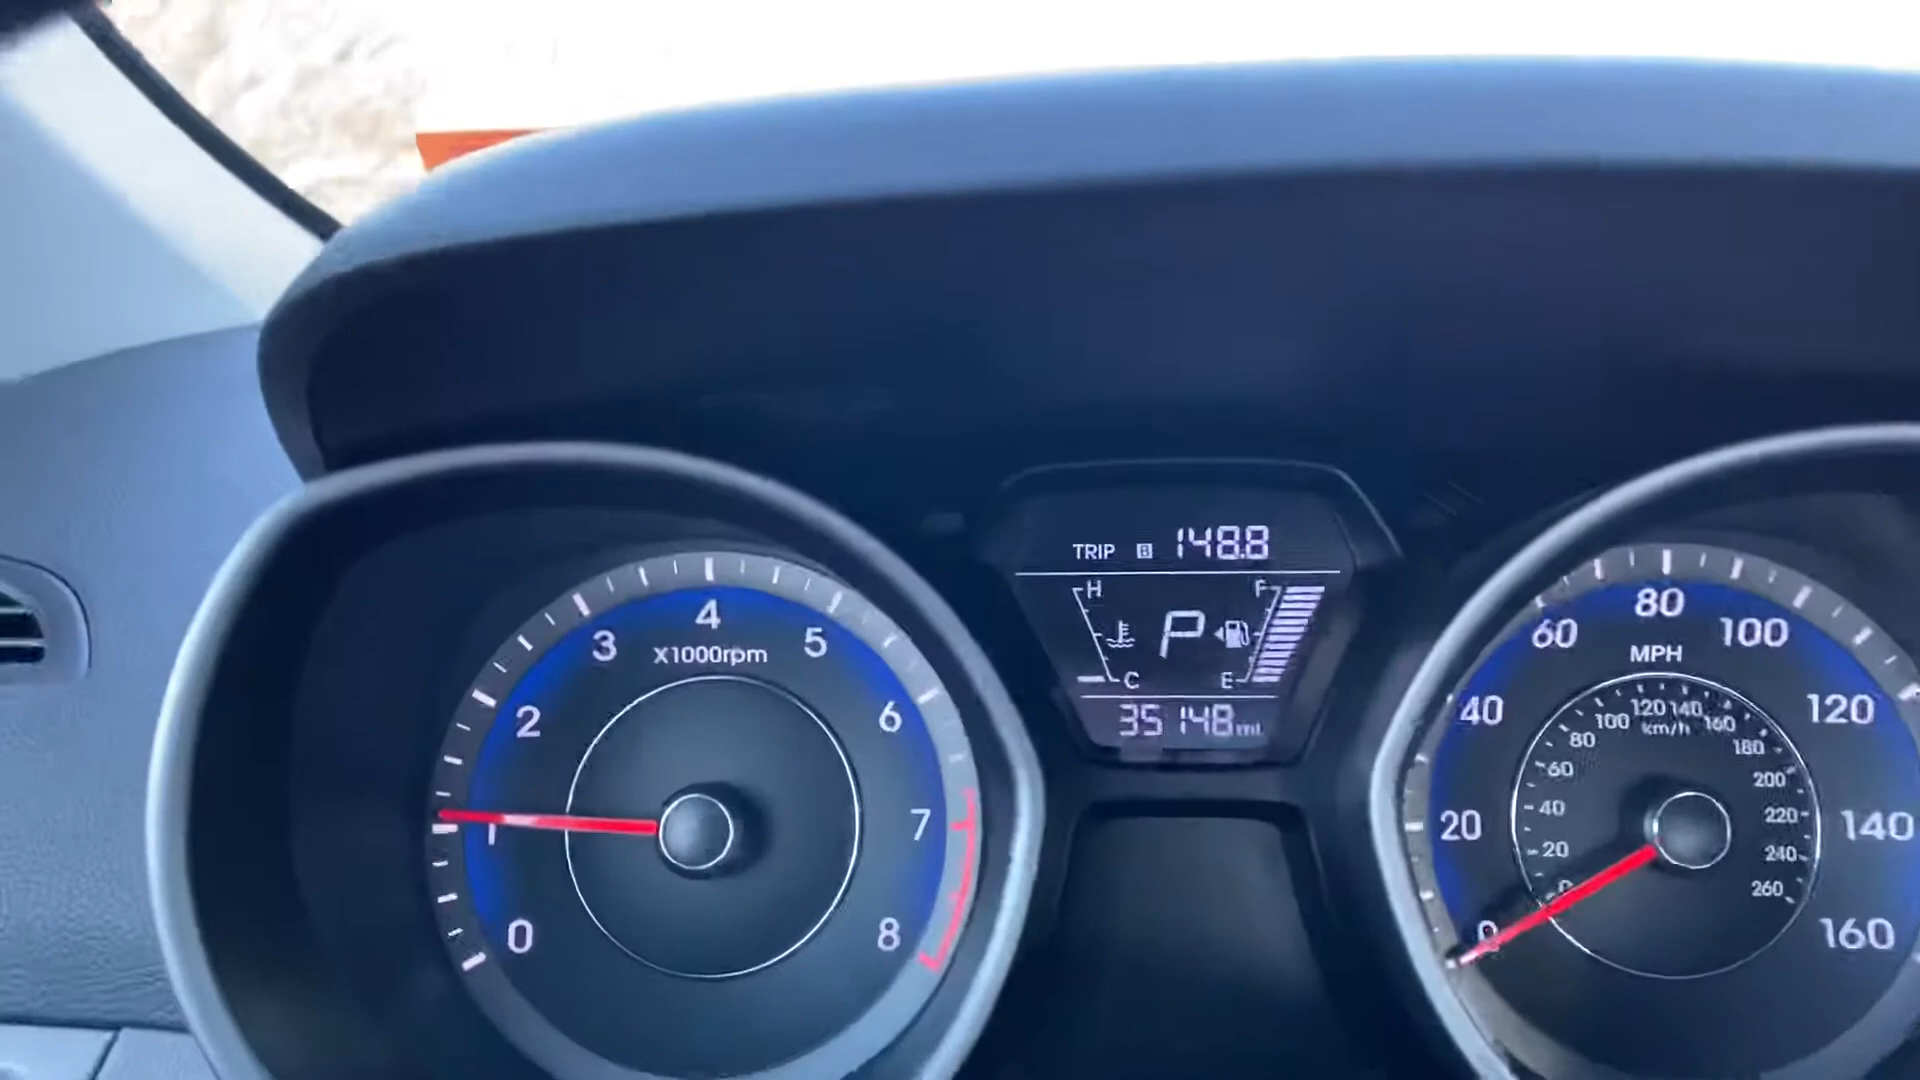 TRIP B 148.8
H F
P
C E
35148 mi
0 1 2 3 4 5 6 7 8
X1000rpm
0 20 40 60 80 100 120 140 160
MPH
0 20 40 60 80 100 120 140 160 180 200 220 240 260
km/h